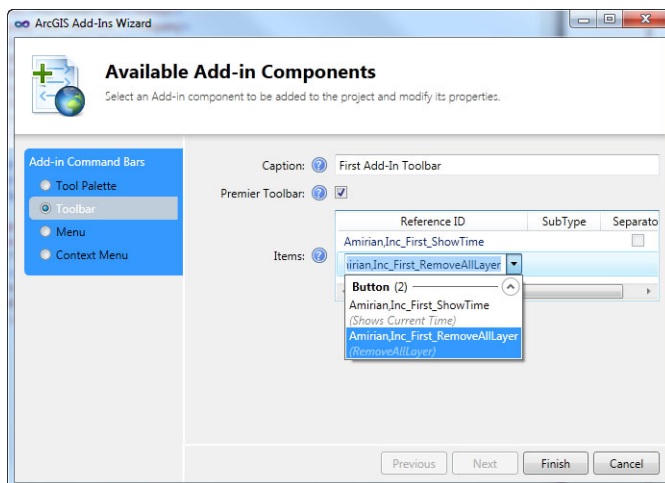 ArcGIS Add-Ins Wizard
Available Add-in Components
Select an Add-in component to be added to the project and modify its properties.
Add-in Command Bars
Tool Palette
Toolbar
Menu
Context Menu
Caption:
First Add-In Toolbar
Premier Toolbar:
Items:
Reference ID SubType Separato
Amirian,Inc_First_ShowTime
irian,Inc_First_RemoveAllLayer
Button (2)
Amirian,Inc_First_ShowTime
(Shows Current Time)
Amirian,Inc_First_RemoveAllLayer
(RemoveAllLayer)
Previous Next Finish Cancel